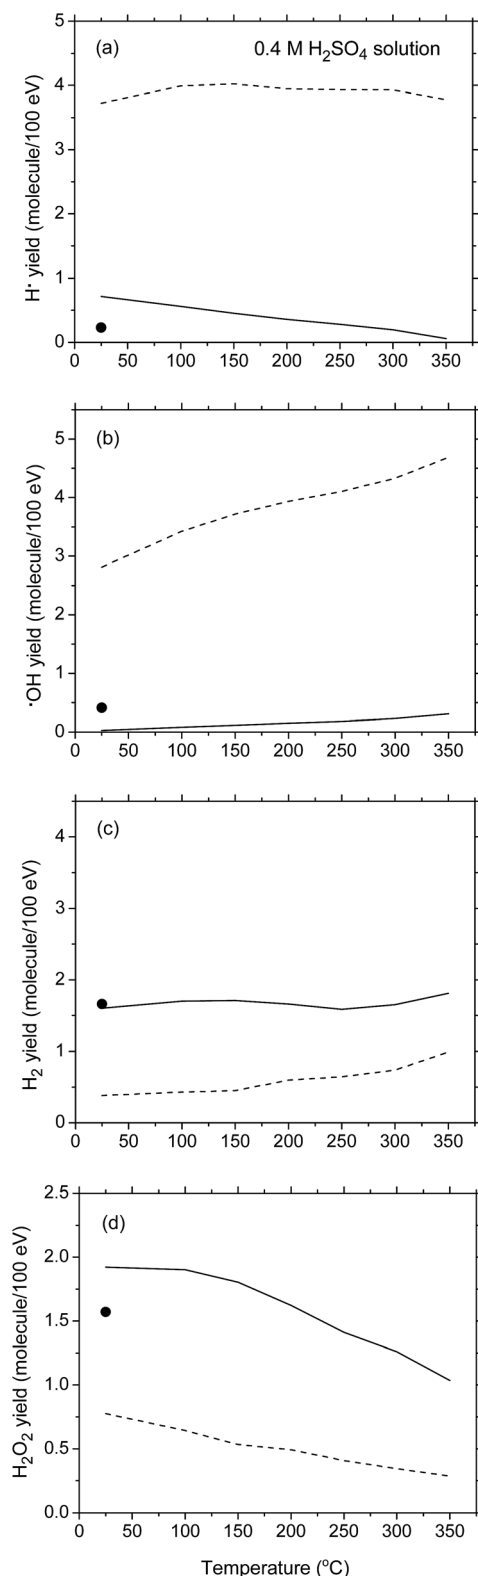 5
(a)
0.4 M H₂SO₄ solution
4
3
2
1
0
H• yield (molecule/100 eV)
0 50 100 150 200 250 300 350
(b)
5
4
3
2
1
0
•OH yield (molecule/100 eV)
0 50 100 150 200 250 300 350
(c)
4
3
2
1
0
H₂ yield (molecule/100 eV)
0 50 100 150 200 250 300 350
2.5
(d)
2.0
1.5
1.0
0.5
0.0
H₂O₂ yield (molecule/100 eV)
0 50 100 150 200 250 300 350
Temperature (°C)